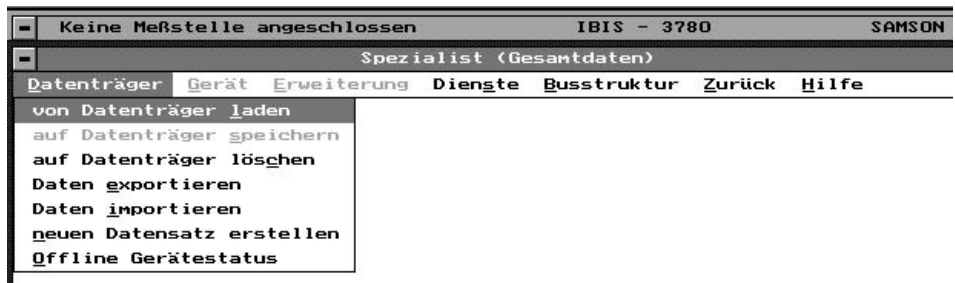 Keine Meßstelle angeschlossen IBIS - 3780 SAMSON
Spezialist (Gesamtdaten)
Datenträger Gerät Erweiterung Dienste Busstruktur Zurück Hilfe
von Datenträger laden
auf Datenträger speichern
auf Datenträger löschen
Daten exportieren
Daten importieren
neuen Datensatz erstellen
Offline Gerätestatus